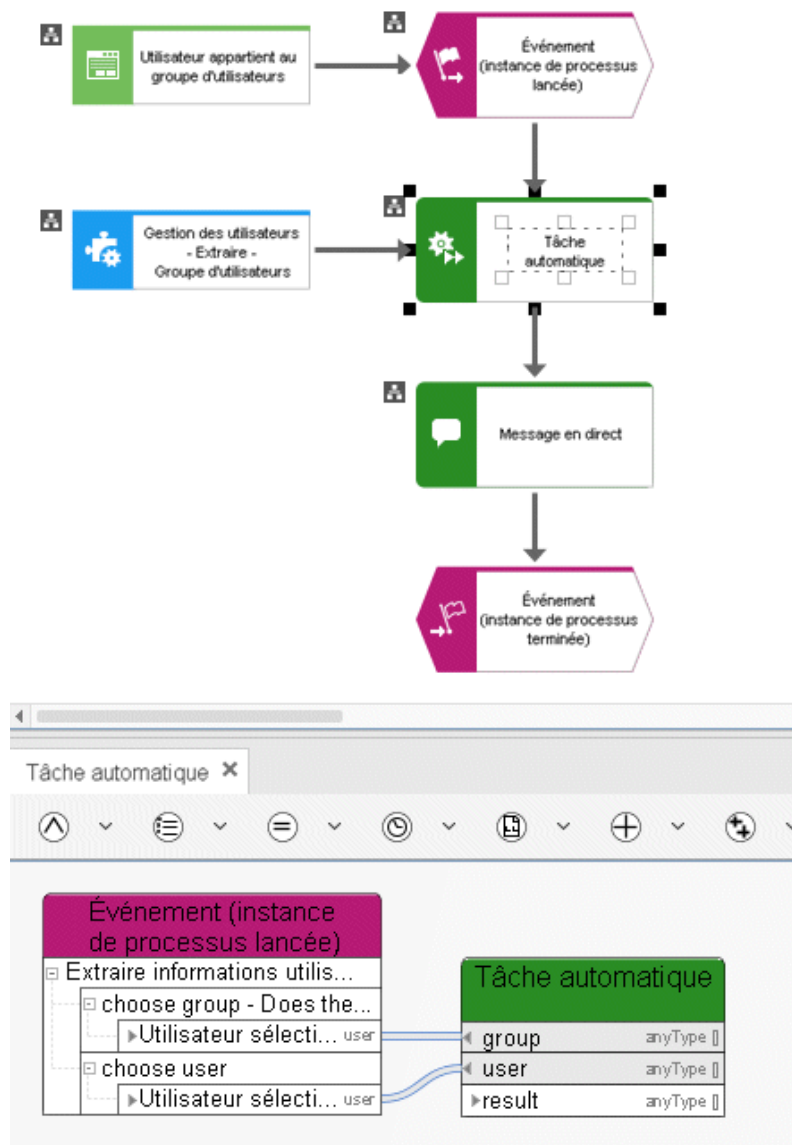 Utilisateur appartient au
groupe d'utilisateurs
Événement
(instance de processus
lancée)
Gestion des utilisateurs
- Extraire -
Groupe d'utilisateurs
Tâche
automatique
Message en direct
Événement
(instance de processus
terminée)
Tâche automatique
Événement (instance
de processus lancée)
Extraire informations utilis...
choose group - Does the...
Utilisateur sélecti... user
choose user
Utilisateur sélecti... user
Tâche automatique
group anyType []
user anyType []
result anyType []